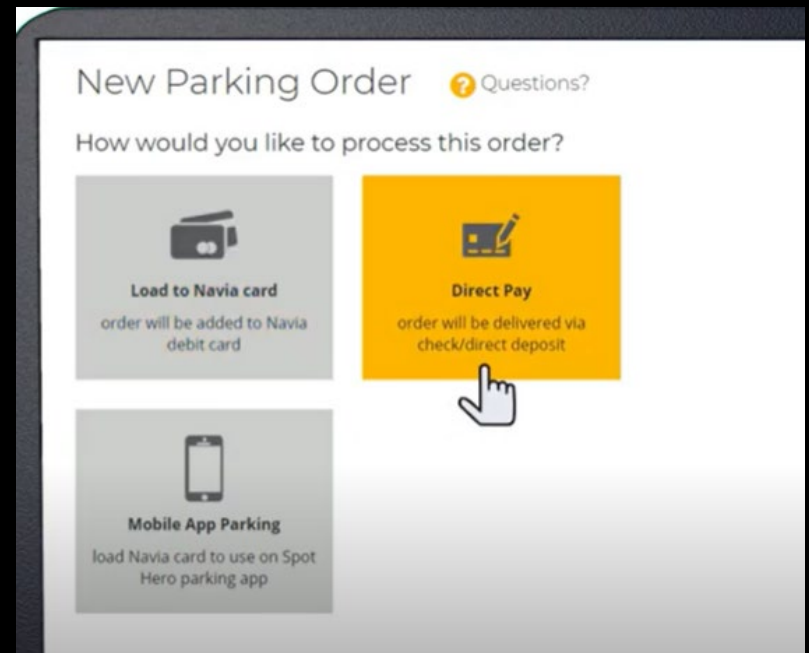 New Parking Order
Questions?
How would you like to process this order?
Load to Navia card
order will be added to Navia
debit card
Direct Pay
order will be delivered via
check/direct deposit
Mobile App Parking
load Navia card to use on Spot
Hero parking app